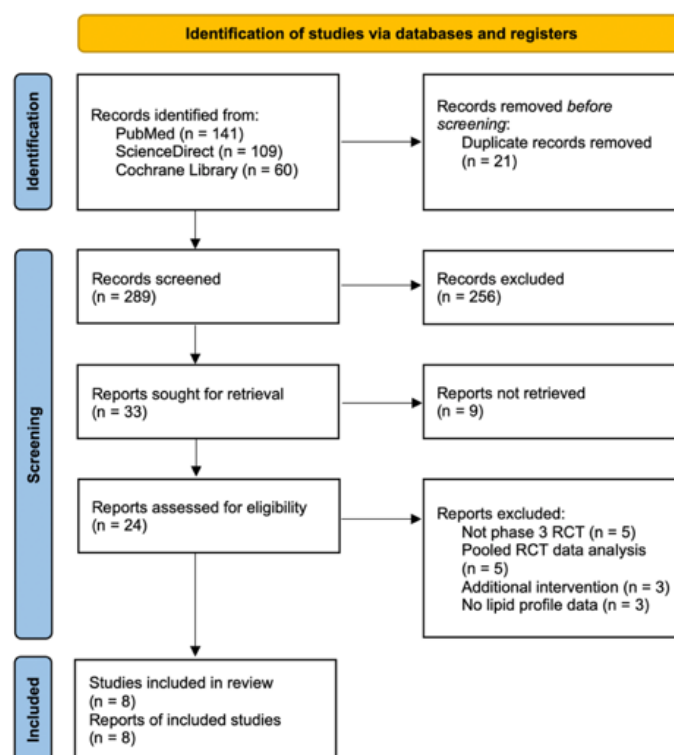 Identification of studies via databases and registers
Identification
Records identified from:
PubMed (n = 141)
ScienceDirect (n = 109)
Cochrane Library (n = 60)
Records removed before
screening:
Duplicate records removed
(n = 21)
Screening
Records screened
(n = 289)
Records excluded
(n = 256)
Reports sought for retrieval
(n = 33)
Reports not retrieved
(n = 9)
Reports assessed for eligibility
(n = 24)
Reports excluded:
Not phase 3 RCT (n = 5)
Pooled RCT data analysis
(n = 5)
Additional intervention (n = 3)
No lipid profile data (n = 3)
Included
Studies included in review
(n = 8)
Reports of included studies
(n = 8)